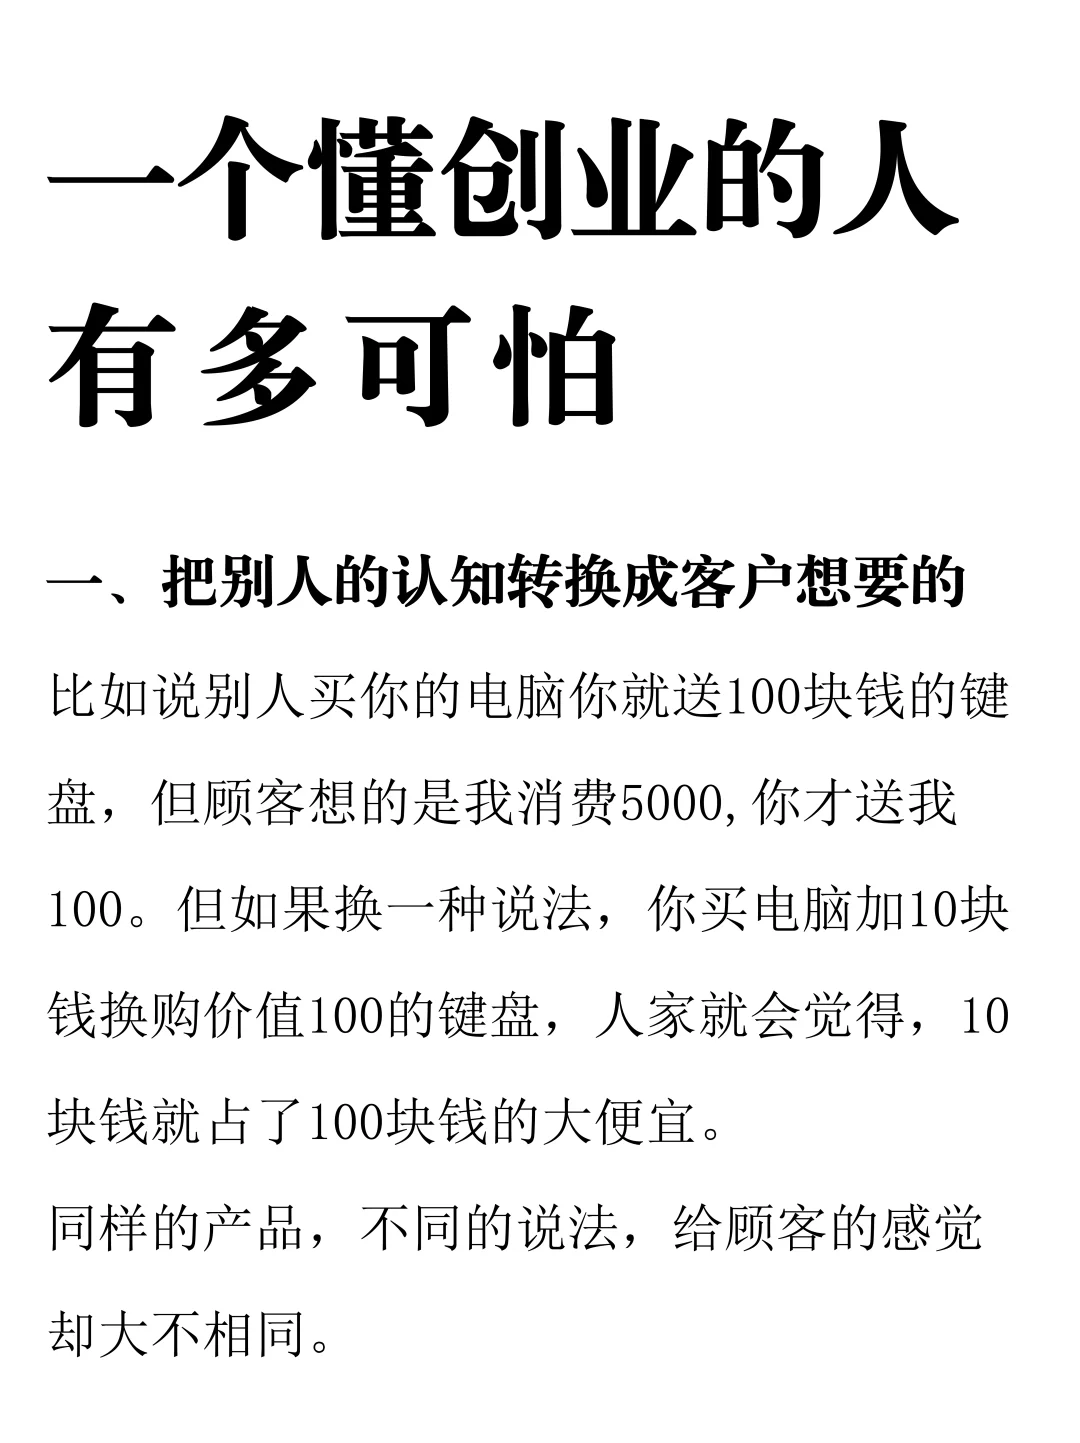 一个懂创业的人
有多可怕
一、把别人的认知转换成客户想要的
比如说别人买你的电脑你就送100块钱的键
盘，但顾客想的是我消费5000,你才送我
100。但如果换一种说法，你买电脑加10块
钱换购价值100的键盘，人家就会觉得，10
块钱就占了100块钱的大便宜。
同样的产品，不同的说法，给顾客的感觉
却大不相同。